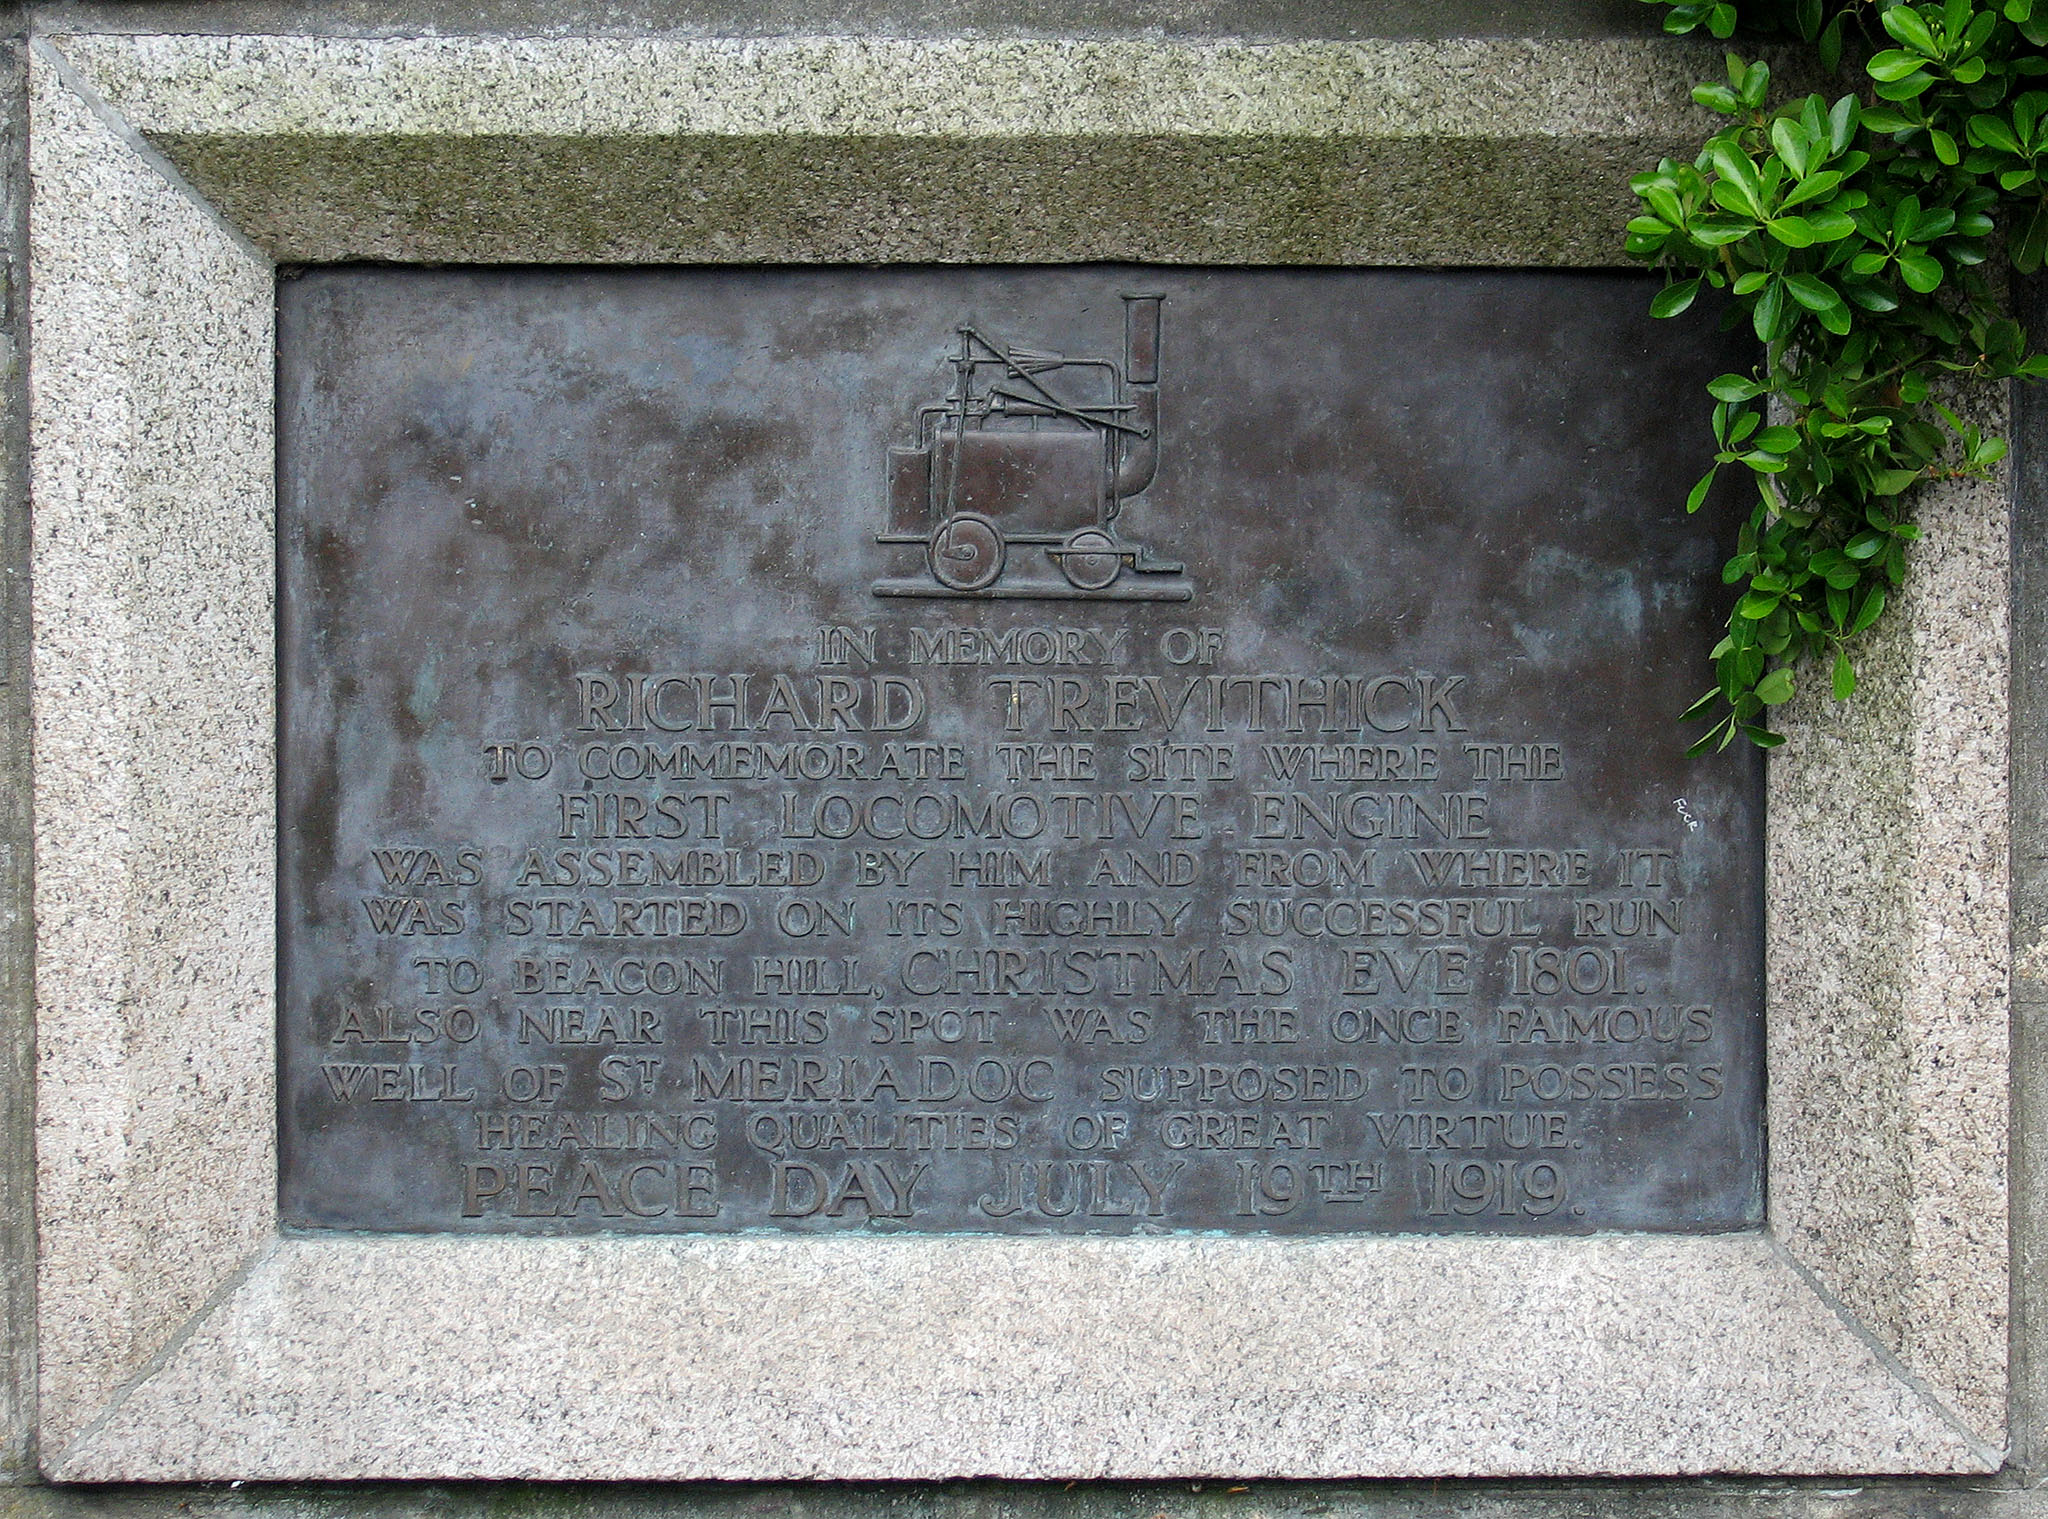 IN MEMORY OF
RICHARD TREVITHICK
TO COMMEMORATE THE SITE WHERE THE
FIRST LOCOMOTIVE ENGINE
WAS ASSEMBLED BY HIM AND FROM WHERE IT
WAS STARTED ON ITS HIGHLY SUCCESSFUL RUN
TO BEACON HILL, CHRISTMAS EVE 1801.
ALSO NEAR THIS SPOT WAS THE ONCE FAMOUS
WELL OF ST MERIADOC SUPPOSED TO POSSESS
HEALING QUALITIES OF GREAT VIRTUE.
PEACE DAY JULY 19TH 1919.
FUCK